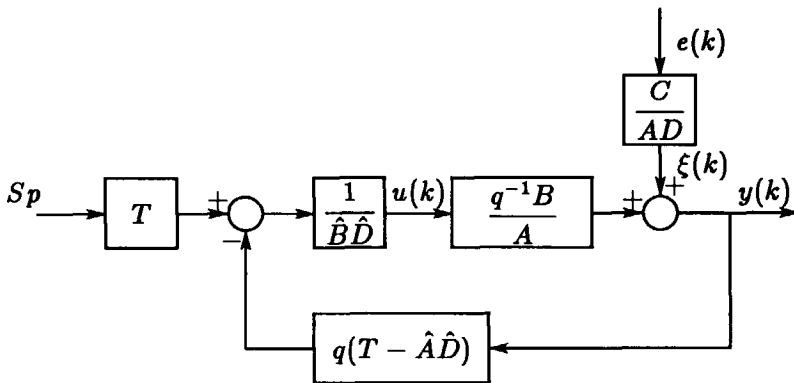 e(k)
C
AD
ξ(k)
+
Sp
T
+
−
1
B̂D̂
u(k)
q⁻¹B
A
+
y(k)
q(T − ÂD̂)